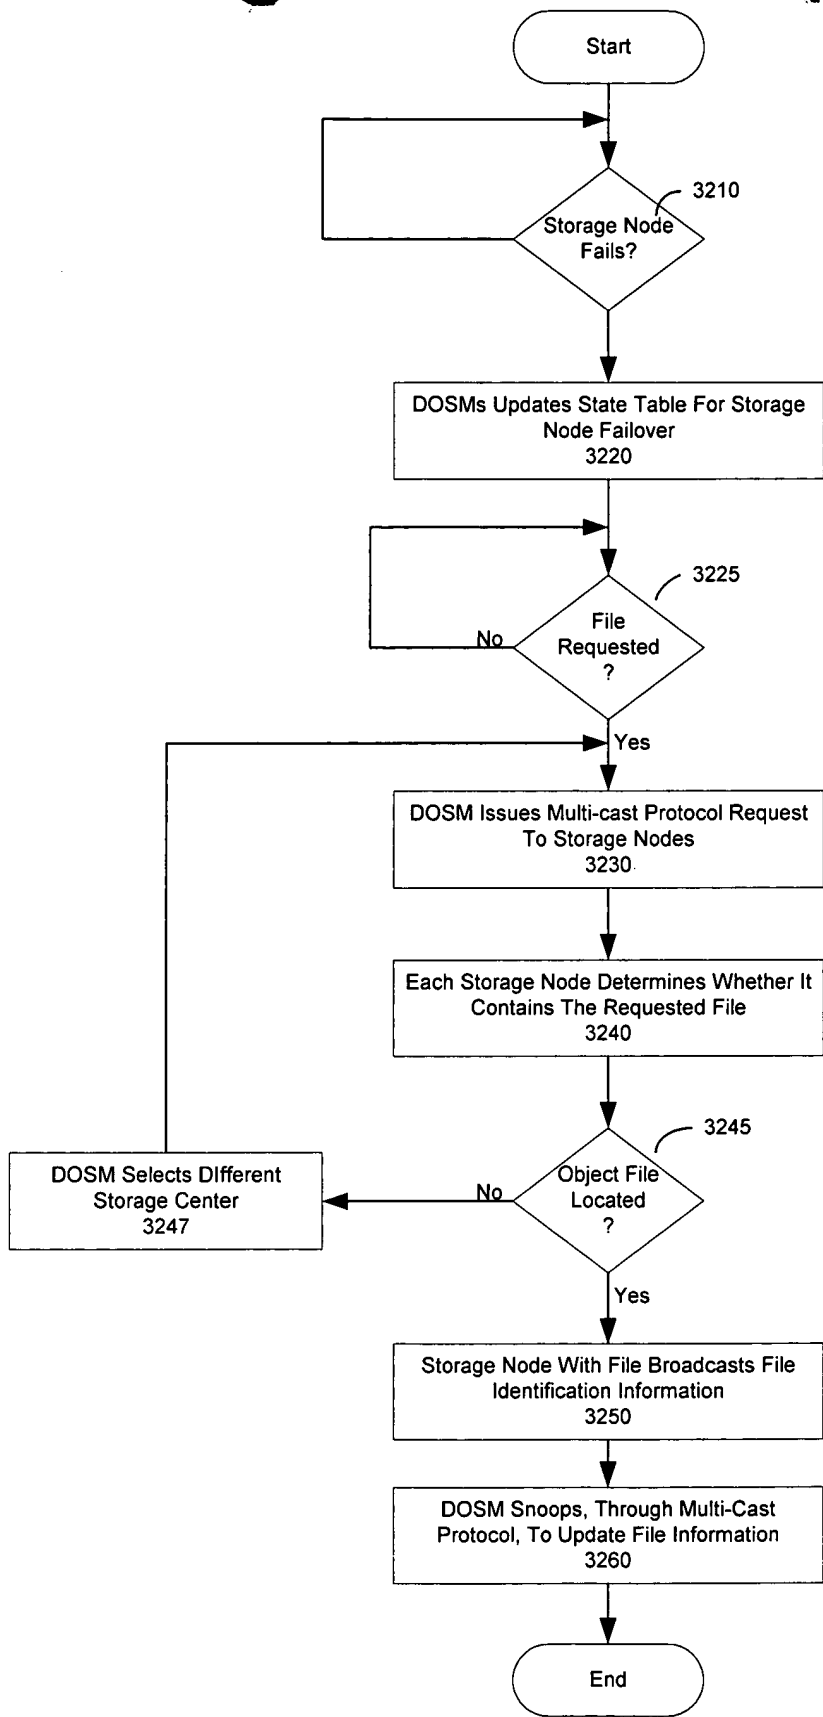 Start
3210
Storage Node
Fails?
DOSMs Updates State Table For Storage
Node Failover
3220
3225
File
Requested
?
No
Yes
DOSM Issues Multi-cast Protocol Request
To Storage Nodes
3230
Each Storage Node Determines Whether It
Contains The Requested File
3240
3245
Object File
Located
?
No
DOSM Selects DIfferent
Storage Center
3247
Yes
Storage Node With File Broadcasts File
Identification Information
3250
DOSM Snoops, Through Multi-Cast
Protocol, To Update File Information
3260
End